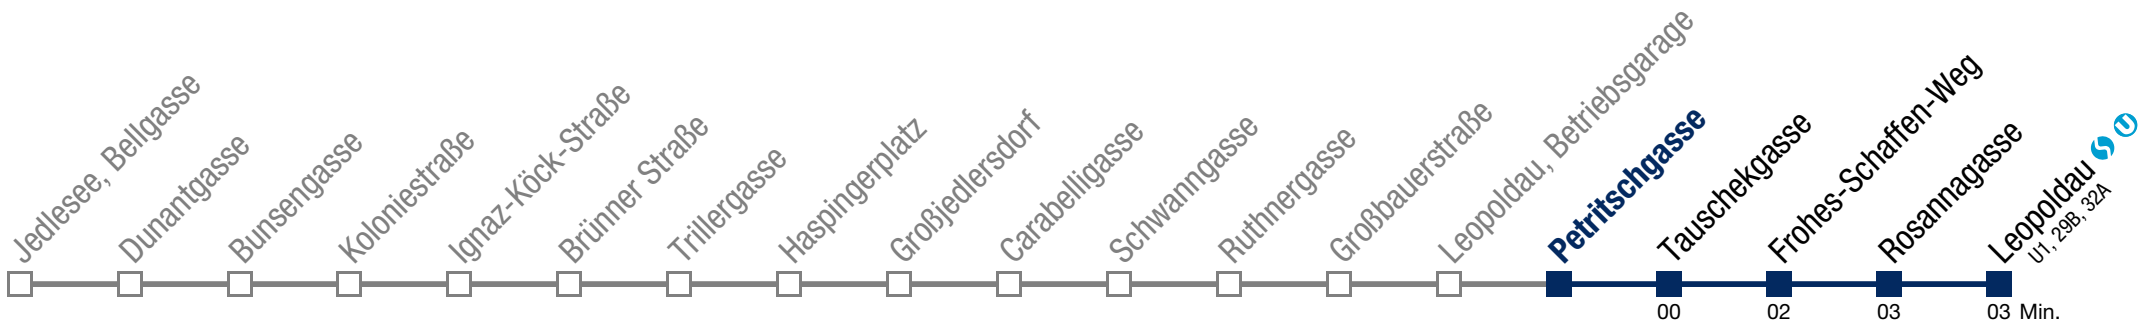 Jedlesee, Bellgasse
Dunantgasse
Bunsengasse
Koloniestraße
Ignaz-Köck-Straße
Brünner Straße
Trillergasse
Haspingerplatz
Großjedlersdorf
Carabelligasse
Schwanngasse
Ruthnergasse
Großbauerstraße
Leopoldau, Betriebsgarage
Petritschgasse
Tauschekgasse
Frohes-Schaffen-Weg
Rosannagasse
Leopoldau S U
U1, 29B, 32A
00 02 03 03 Min.